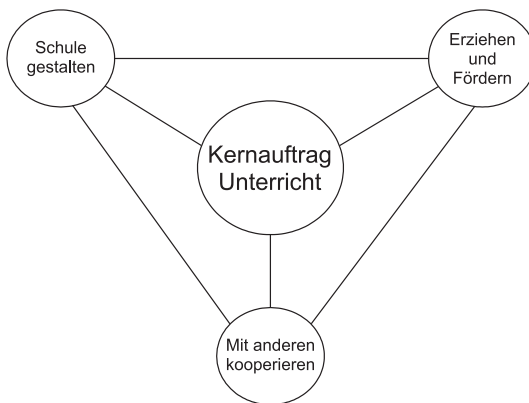 Schule
gestalten
Erziehen
und
Fördern
Kernauftrag
Unterricht
Mit anderen
kooperieren